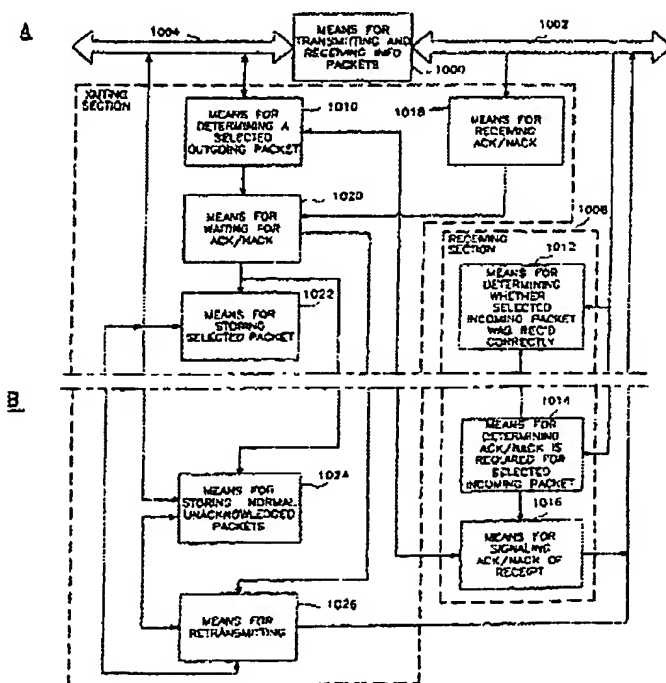 A
1004
MEANS FOR
TRANSMITTING AND
RECEIVING INFO
PACKETS
1002
1000
XMTING
SECTION
1010
MEANS FOR
DETERMINING A
SELECTED
OUTGOING PACKET
1018
MEANS FOR
RECEIVING
ACK/NACK
1020
MEANS FOR
WAITING FOR
ACK/NACK
1008
RECEIVING
SECTION
1012
MEANS FOR
DETERMINING
WHETHER
SELECTED
INCOMING PACKET
WAS REC'D
CORRECTLY
1022
MEANS FOR
STORING
SELECTED PACKET
B
1014
MEANS FOR
DETERMINING
ACK/NACK IS
REQUIRED FOR
SELECTED
INCOMING PACKET
1024
MEANS FOR
STORING NORMAL
UNACKNOWLEDGED
PACKETS
1016
MEANS FOR
SIGNALING
ACK/NACK OF
RECEIPT
1026
MEANS FOR
RETRANSMITTING